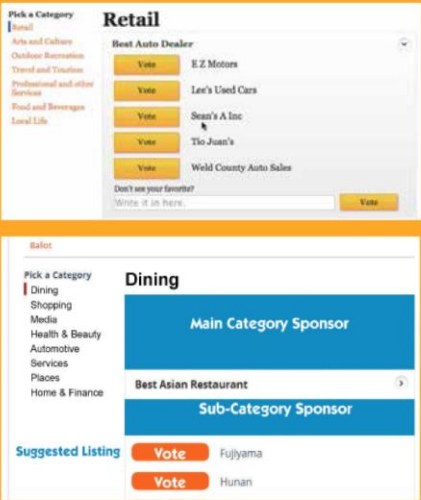 Pick a Category
Retail
Arts and Culture
Outdoor Recreation
Travel and Tourism
Professional and other
Services
Food and Beverages
Local Life
Retail
Best Auto Dealer
Vote E Z Motors
Vote Lee's Used Cars
Vote Sean's A Inc
Vote Tio Juan's
Vote Weld County Auto Sales
Don't see your favorite?
Write it in here.
Vote
Ballot
Pick a Category
Dining
Shopping
Media
Health & Beauty
Automotive
Services
Places
Home & Finance
Dining
Main Category Sponsor
Best Asian Restaurant
Sub-Category Sponsor
Suggested Listing
Vote Fujiyama
Vote Hunan